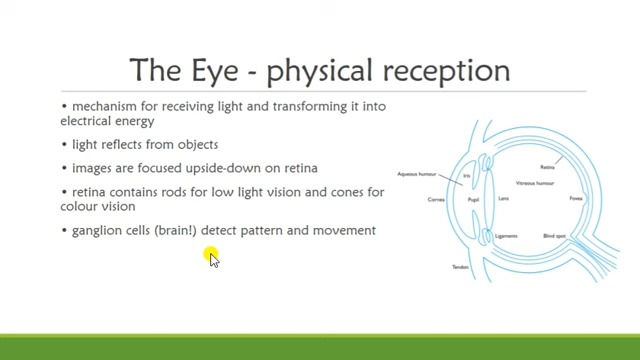 The Eye - physical reception
• mechanism for receiving light and transforming it into
electrical energy
• light reflects from objects
• images are focused upside-down on retina
• retina contains rods for low light vision and cones for
colour vision
• ganglion cells (brain!) detect pattern and movement
Retina
Aqueous humour
Iris
Vitreous humour
Cornea
Pupil
Lens
Fovea
Ligaments
Blind spot
Tendon